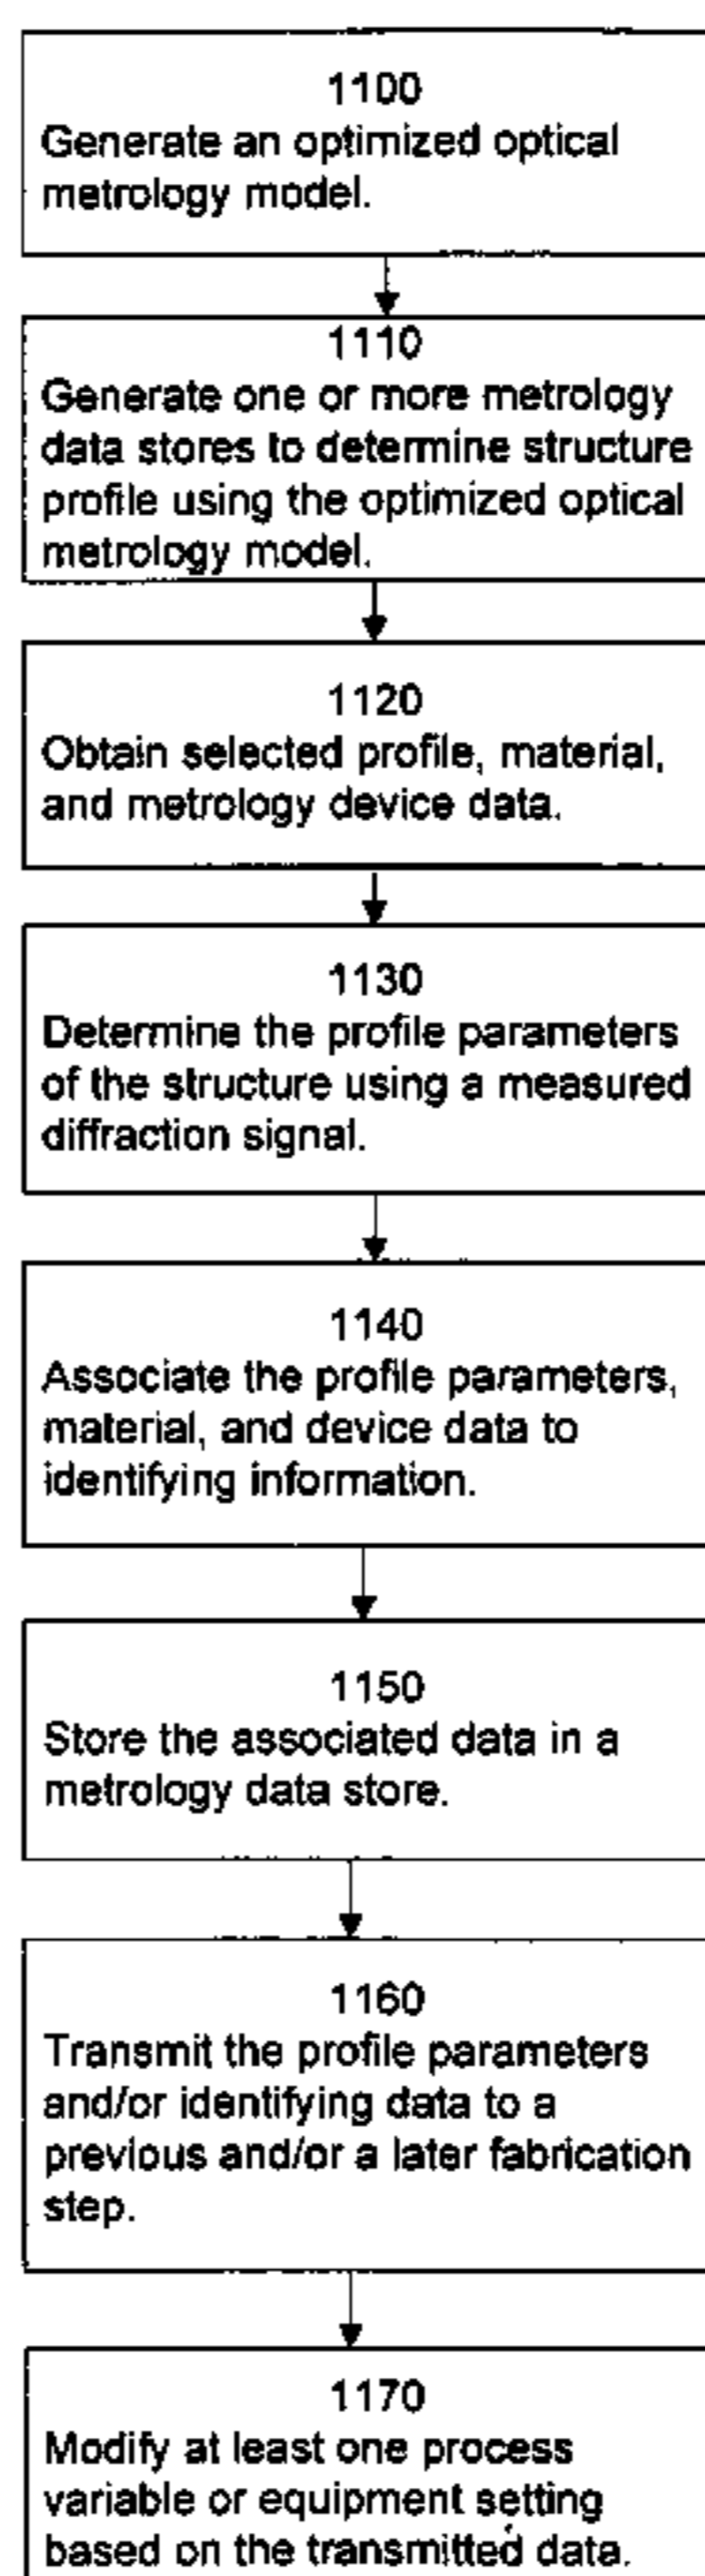 1100
Generate an optimized optical
metrology model.
1110
Generate one or more metrology
data stores to determine structure
profile using the optimized optical
metrology model.
1120
Obtain selected profile, material,
and metrology device data.
1130
Determine the profile parameters
of the structure using a measured
diffraction signal.
1140
Associate the profile parameters,
material, and device data to
identifying information.
1150
Store the associated data in a
metrology data store.
1160
Transmit the profile parameters
and/or identifying data to a
previous and/or a later fabrication
step.
1170
Modify at least one process
variable or equipment setting
based on the transmitted data.